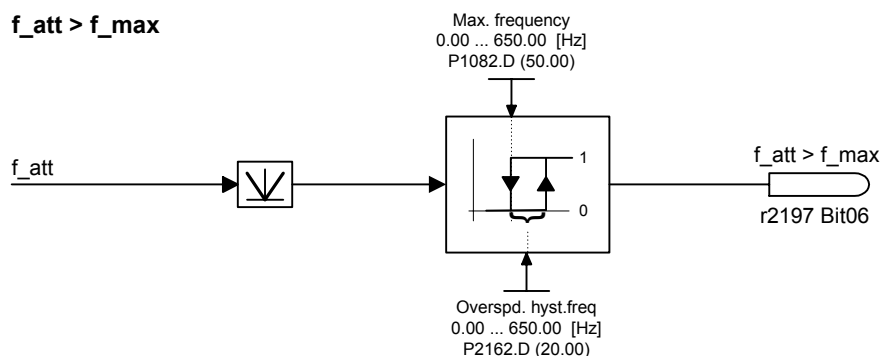 f_att > f_max
Max. frequency
0.00 ... 650.00 [Hz]
P1082.D (50.00)
f_att
1
0
f_att > f_max
r2197 Bit06
Overspd. hyst.freq
0.00 ... 650.00 [Hz]
P2162.D (20.00)